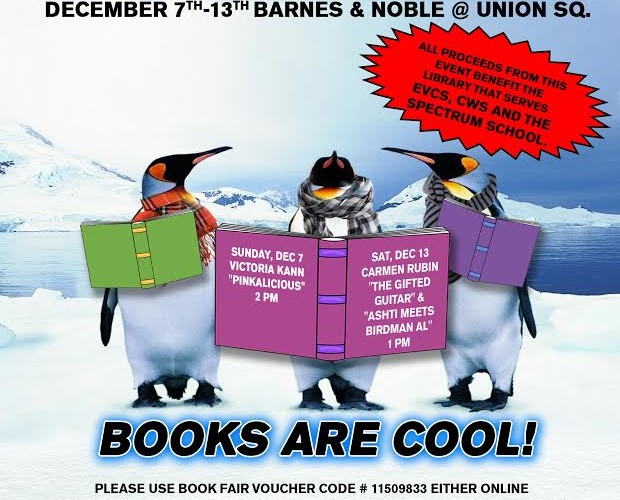 DECEMBER 7TH-13TH BARNES & NOBLE @ UNION SQ.
ALL PROCEEDS FROM THIS
EVENT BENEFIT THE
LIBRARY THAT SERVES
EVCS, CWS AND THE
SPECTRUM SCHOOL.
SUNDAY, DEC 7
VICTORIA KANN
"PINKALICIOUS"
2 PM
SAT, DEC 13
CARMEN RUBIN
"THE GIFTED
GUITAR" &
"ASHTI MEETS
BIRDMAN AL"
1 PM
BOOKS ARE COOL!
PLEASE USE BOOK FAIR VOUCHER CODE # 11509833 EITHER ONLINE